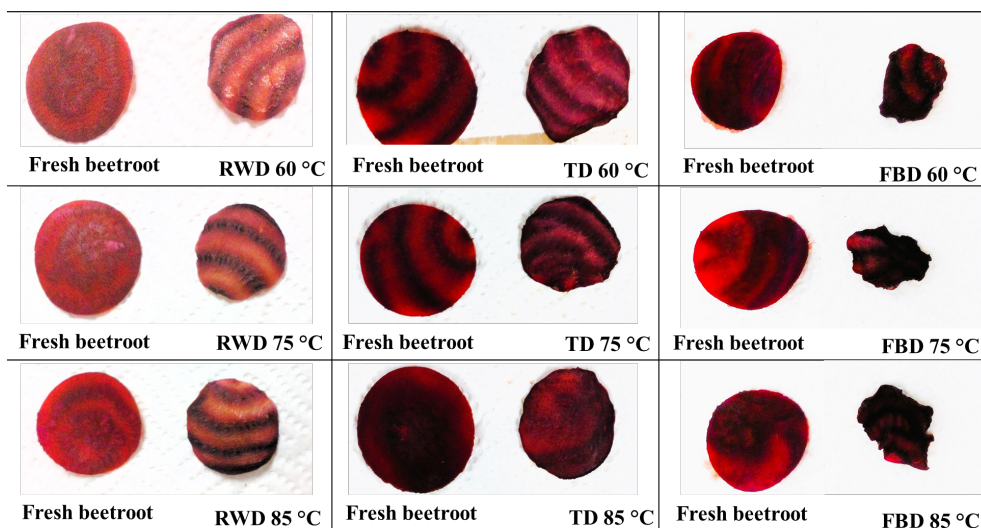 Fresh beetroot RWD 60 °C
Fresh beetroot TD 60 °C
Fresh beetroot FBD 60 °C
Fresh beetroot RWD 75 °C
Fresh beetroot TD 75 °C
Fresh beetroot FBD 75 °C
Fresh beetroot RWD 85 °C
Fresh beetroot TD 85 °C
Fresh beetroot FBD 85 °C